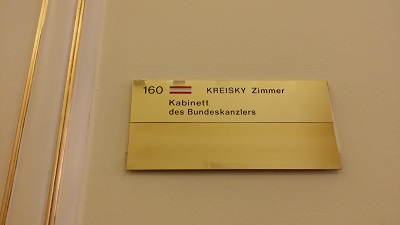 160 KREISKY Zimmer
Kabinett
des Bundeskanzlers